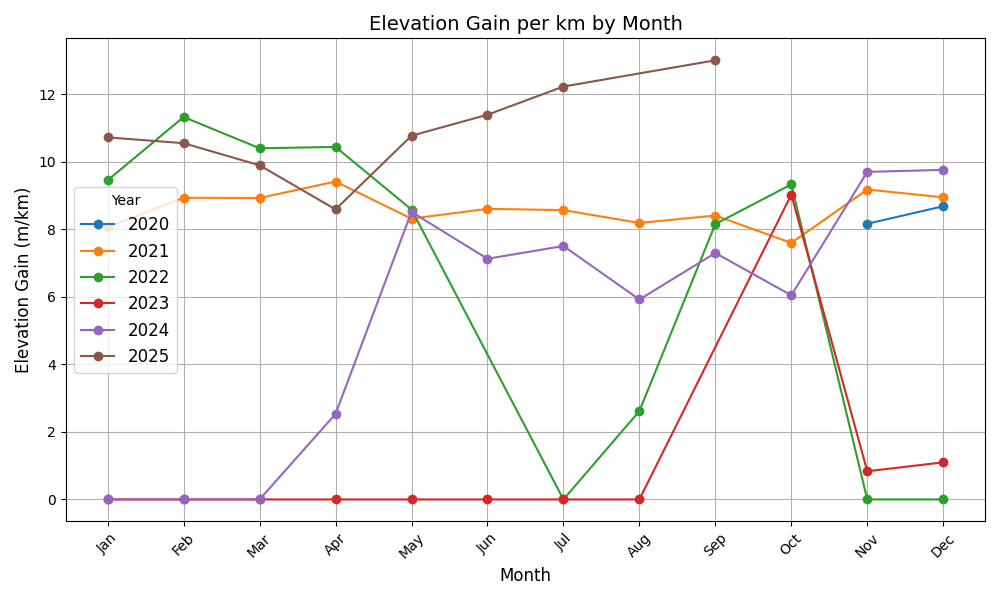 Elevation Gain per km by Month
Elevation Gain (m/km)
12
10
8
6
4
2
0
Year
2020
2021
2022
2023
2024
2025
Jan
Feb
Mar
Apr
May
Jun
Jul
Aug
Sep
Oct
Nov
Dec
Month